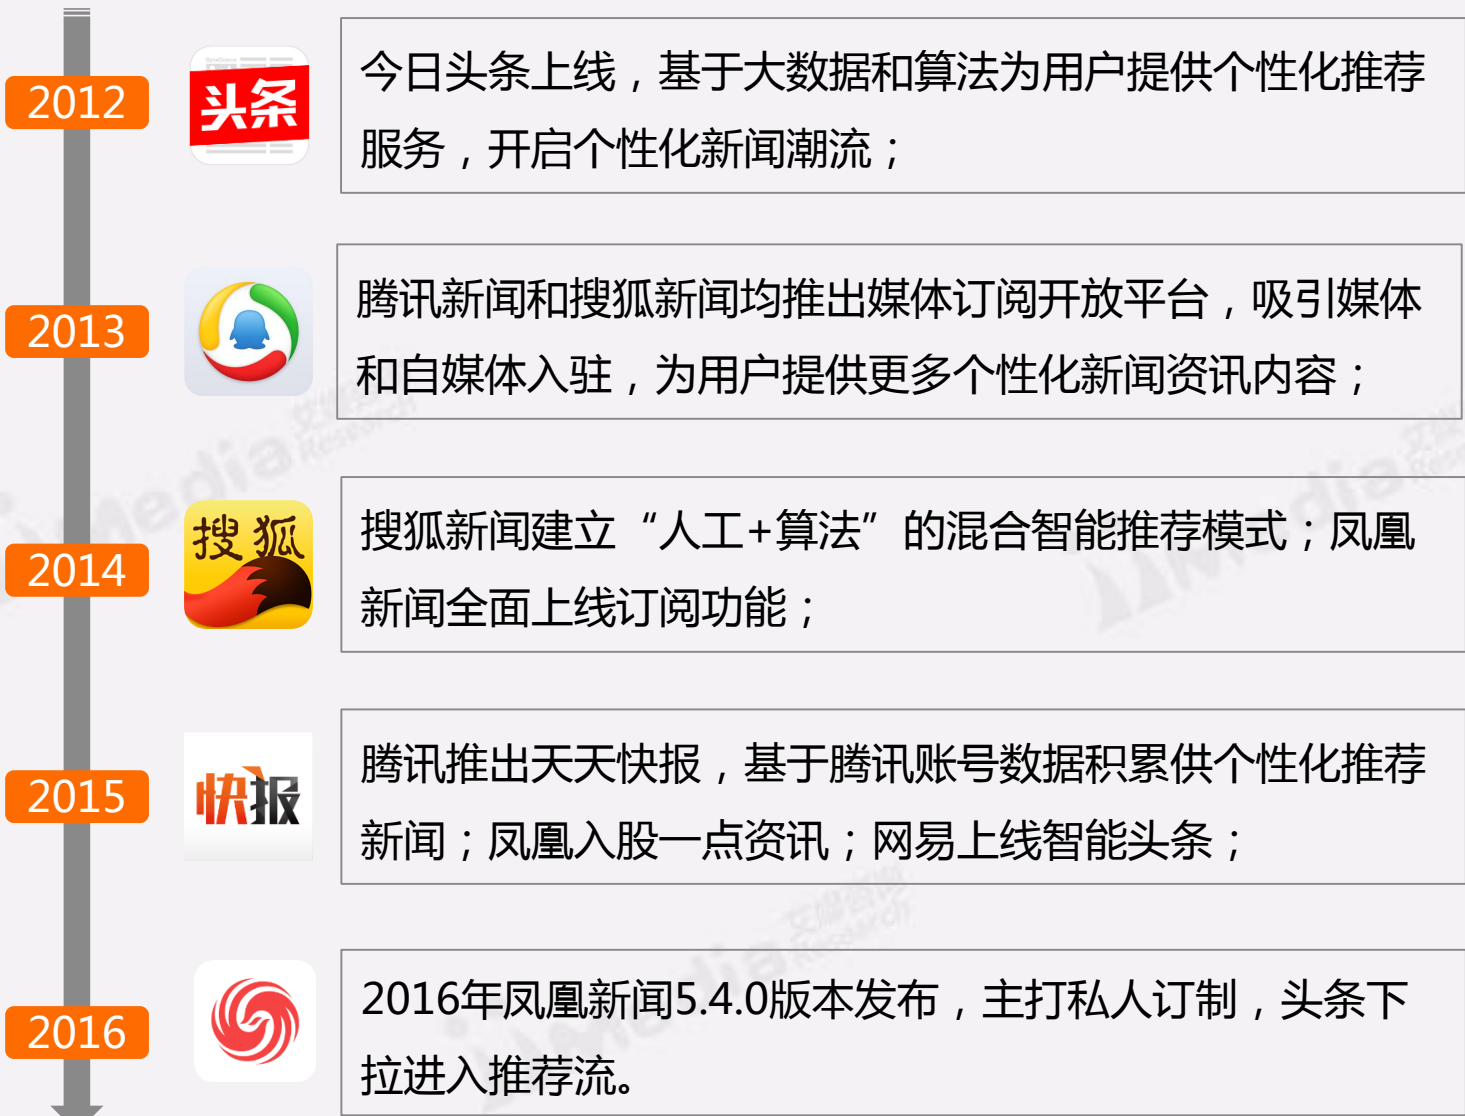 2012
头条
今日头条上线，基于大数据和算法为用户提供个性化推荐
服务，开启个性化新闻潮流；
2013
腾讯新闻和搜狐新闻均推出媒体订阅开放平台，吸引媒体
和自媒体入驻，为用户提供更多个性化新闻资讯内容；
2014
搜狐
搜狐新闻建立“人工+算法”的混合智能推荐模式；凤凰
新闻全面上线订阅功能；
2015
快报
腾讯推出天天快报，基于腾讯账号数据积累供个性化推荐
新闻；凤凰入股一点资讯；网易上线智能头条；
2016
2016年凤凰新闻5.4.0版本发布，主打私人订制，头条下
拉进入推荐流。
iiMedia Research 艾媒咨询